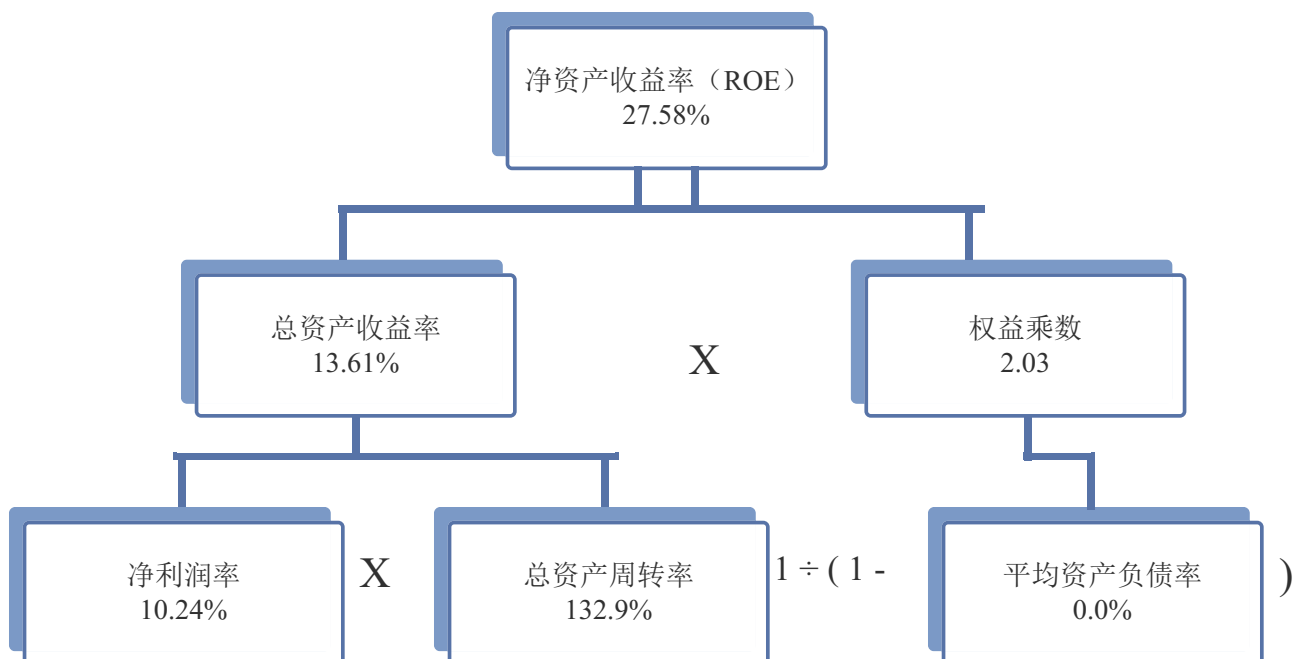 净资产收益率（ROE）
27.58%
总资产收益率
13.61%
X
权益乘数
2.03
净利润率
10.24%
X
总资产周转率
132.9%
1 ÷ ( 1 -
平均资产负债率
0.0%
)